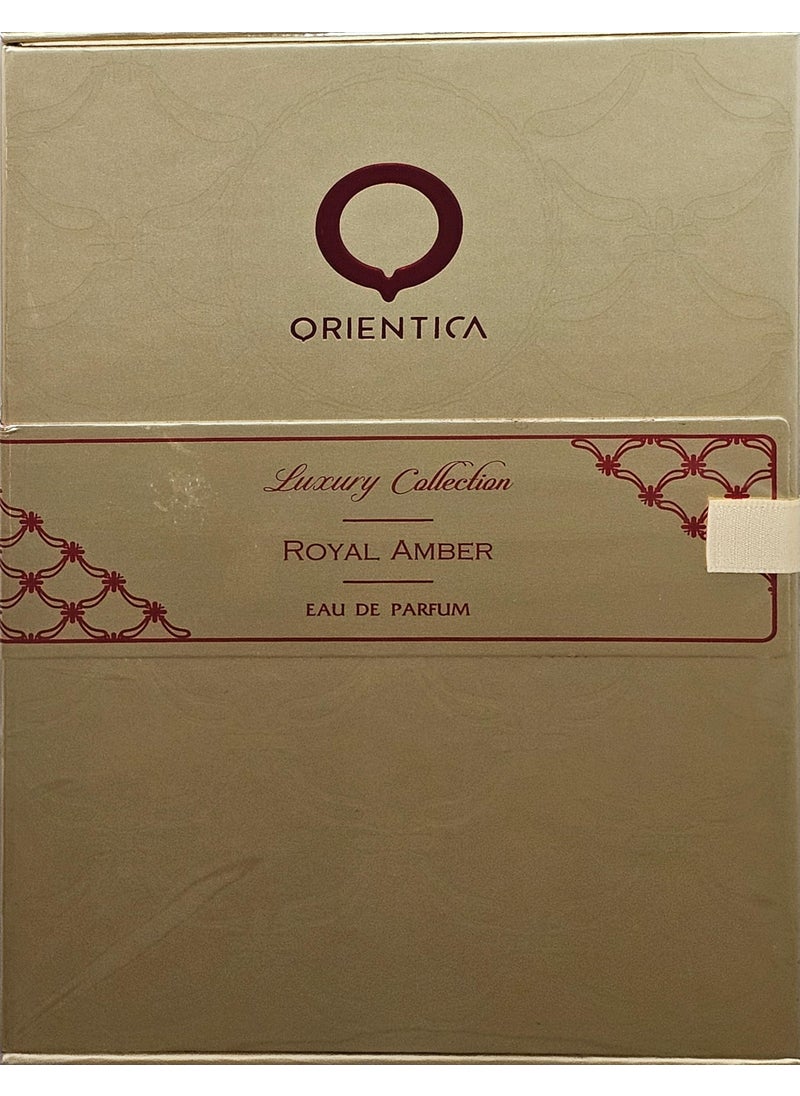 ORIENTICA
Luxury Collection
ROYAL AMBER
EAU DE PARFUM